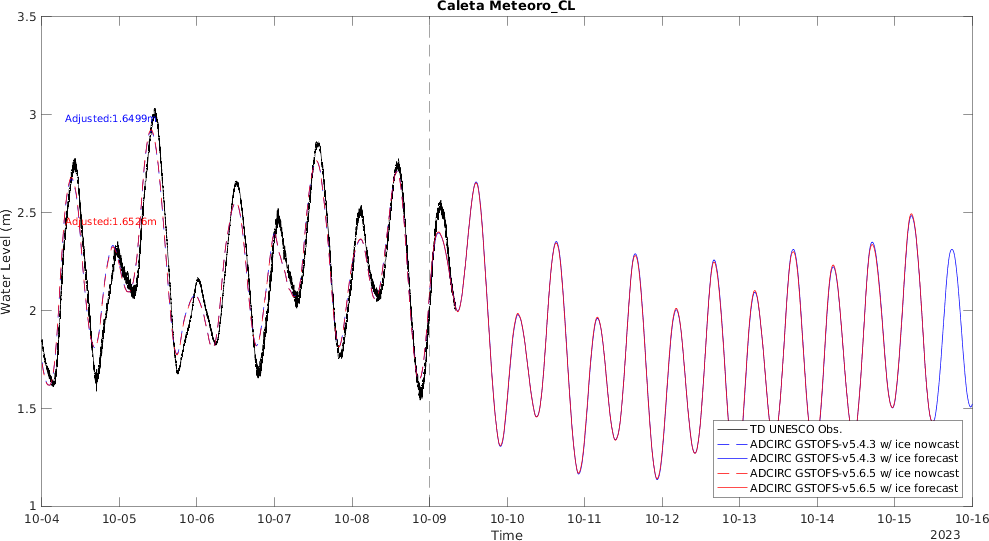 Caleta Meteoro_CL
3.5
3
2.5
2
1.5
1
Water Level (m)
Adjusted:1.6499m
Adjusted:1.6526m
TD UNESCO Obs.
ADCIRC GSTOFS-v5.4.3 w/ ice nowcast
ADCIRC GSTOFS-v5.4.3 w/ ice forecast
ADCIRC GSTOFS-v5.6.5 w/ ice nowcast
ADCIRC GSTOFS-v5.6.5 w/ ice forecast
10-04 10-05 10-06 10-07 10-08 10-09 10-10 10-11 10-12 10-13 10-14 10-15 10-16
Time
2023